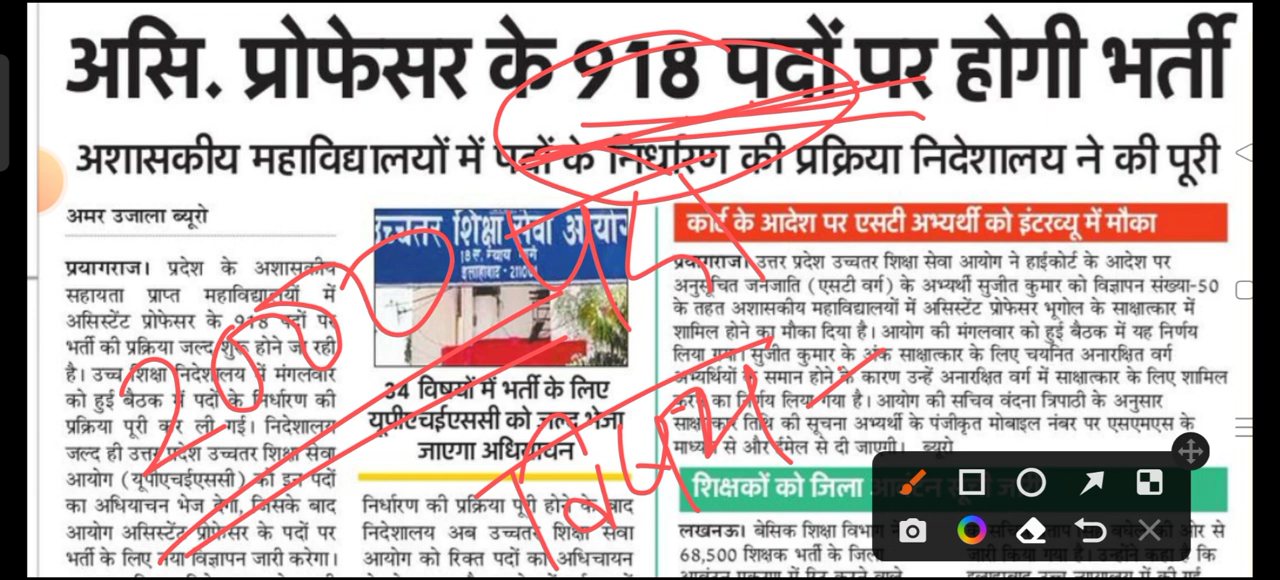 असि. प्रोफेसर के 918 पदों पर होगी भर्ती
अशासकीय महाविद्यालयों में पदों के निर्धारण की प्रक्रिया निदेशालय ने की पूरी
अमर उजाला ब्यूरो
प्रयागराज। प्रदेश के अशासकीय
सहायता प्राप्त महाविद्यालयों में
असिस्टेंट प्रोफेसर के 918 पदों पर
भर्ती की प्रक्रिया जल्द शुरू होने जा रही
है। उच्च शिक्षा निदेशालय में मंगलवार
को हुई बैठक में पदों के निर्धारण की
प्रक्रिया पूरी कर ली गई। निदेशालय
जल्द ही उत्तर प्रदेश उच्चतर शिक्षा सेवा
आयोग (यूपीएचईएससी) को इन पदों
का अधियाचन भेज देगा, जिसके बाद
आयोग असिस्टेंट प्रोफेसर के पदों पर
भर्ती के लिए नया विज्ञापन जारी करेगा।
उच्चतर शिक्षा सेवा आयोग
18
इलाहाबाद - 211001
34 विषयों में भर्ती के लिए
यूपीएचईएससी को जल्द भेजा
जाएगा अधियाचन
निर्धारण की प्रक्रिया पूरी होने के बाद
निदेशालय अब उच्चतर शिक्षा सेवा
आयोग को रिक्त पदों का अधियाचन
कोर्ट के आदेश पर एसटी अभ्यर्थी को इंटरव्यू में मौका
प्रयागराज। उत्तर प्रदेश उच्चतर शिक्षा सेवा आयोग ने हाईकोर्ट के आदेश पर
अनुसूचित जनजाति (एसटी वर्ग) के अभ्यर्थी सुजीत कुमार को विज्ञापन संख्या-50
के तहत अशासकीय महाविद्यालयों में असिस्टेंट प्रोफेसर भूगोल के साक्षात्कार में
शामिल होने का मौका दिया है। आयोग की मंगलवार को हुई बैठक में यह निर्णय
लिया गया। सुजीत कुमार के अंक साक्षात्कार के लिए चयनित अनारक्षित वर्ग
अभ्यर्थियों के समान होने के कारण उन्हें अनारक्षित वर्ग में साक्षात्कार के लिए शामिल
करने का निर्णय लिया गया है। आयोग की सचिव वंदना त्रिपाठी के अनुसार
साक्षात्कार तिथि की सूचना अभ्यर्थी के पंजीकृत मोबाइल नंबर पर एसएमएस के
माध्यम से और ईमेल से दी जाएगी। ब्यूरो
शिक्षकों को जिला
लखनऊ। बेसिक शिक्षा विभाग
की ओर से
68,500 शिक्षक भर्ती के
जारी किया गया है। उन्होंने कहा है कि